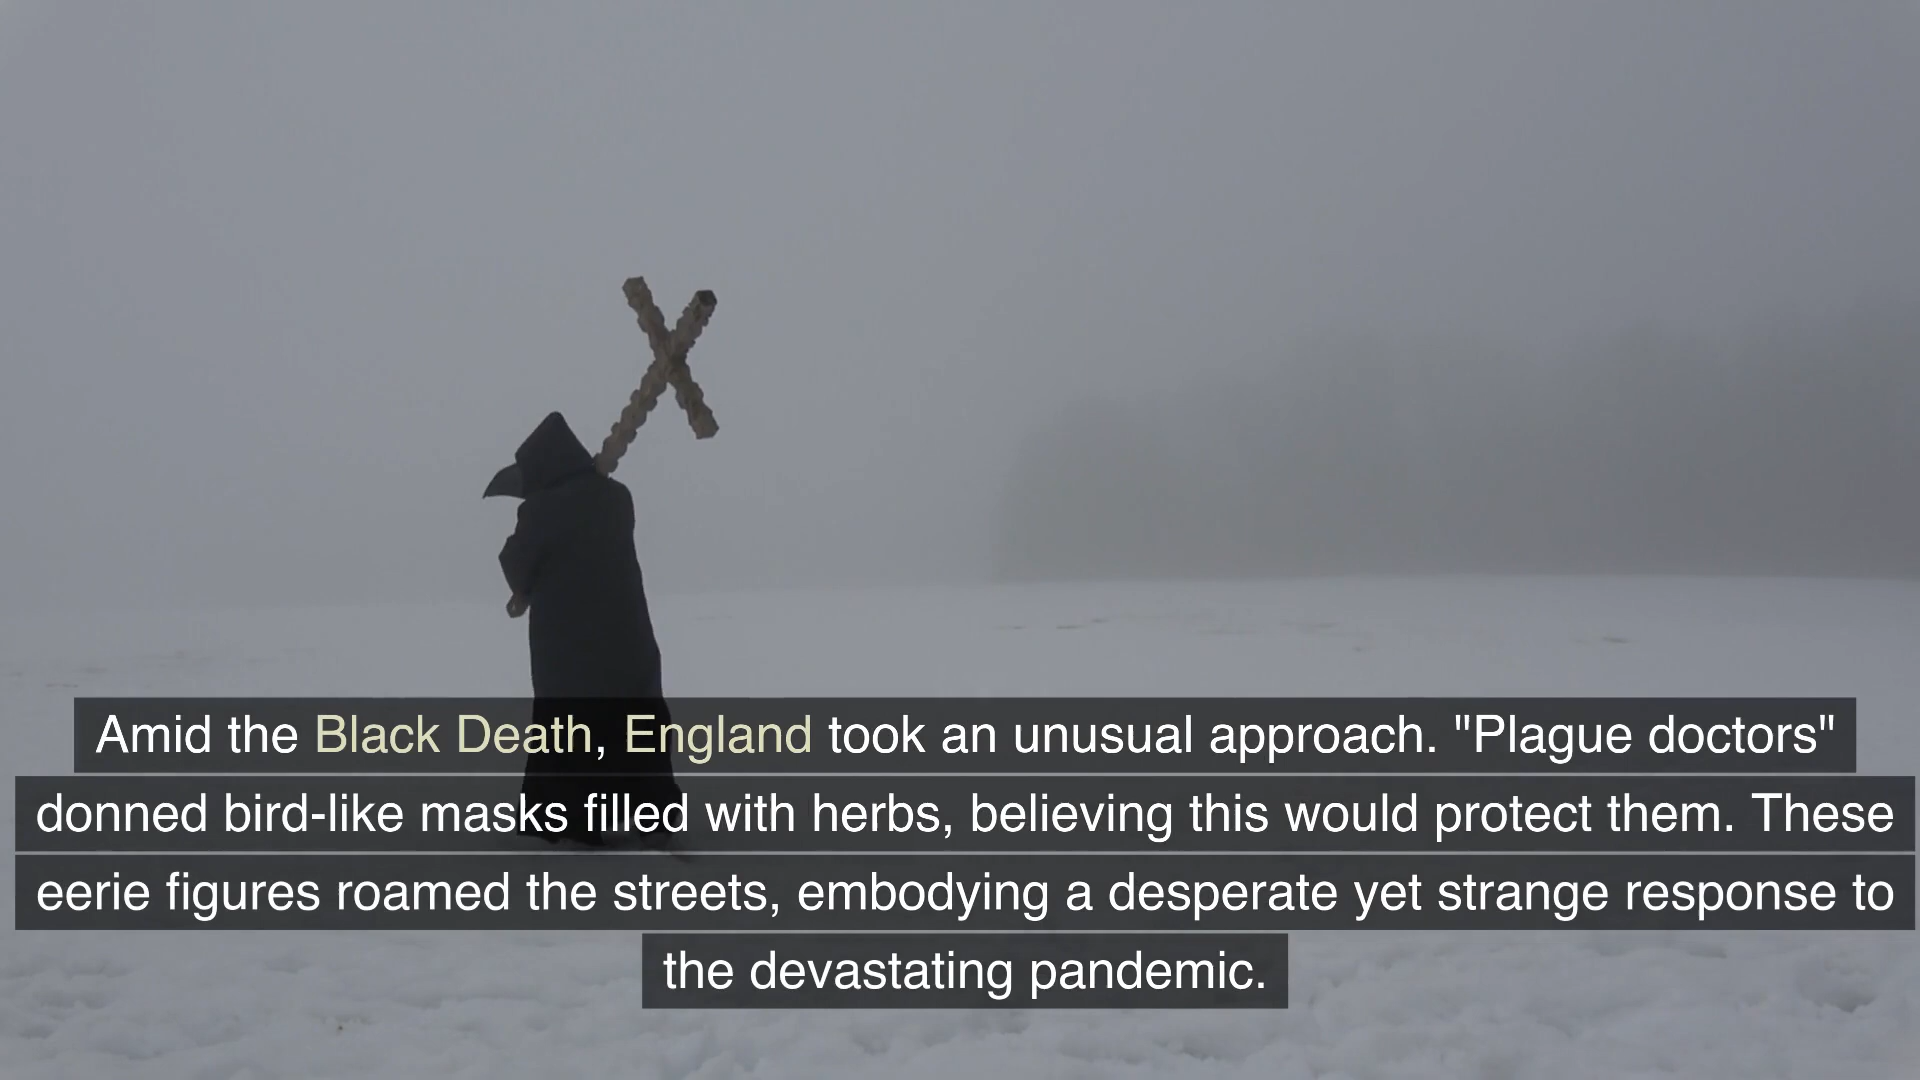 Amid the Black Death, England took an unusual approach. "Plague doctors"
donned bird-like masks filled with herbs, believing this would protect them. These
eerie figures roamed the streets, embodying a desperate yet strange response to
the devastating pandemic.